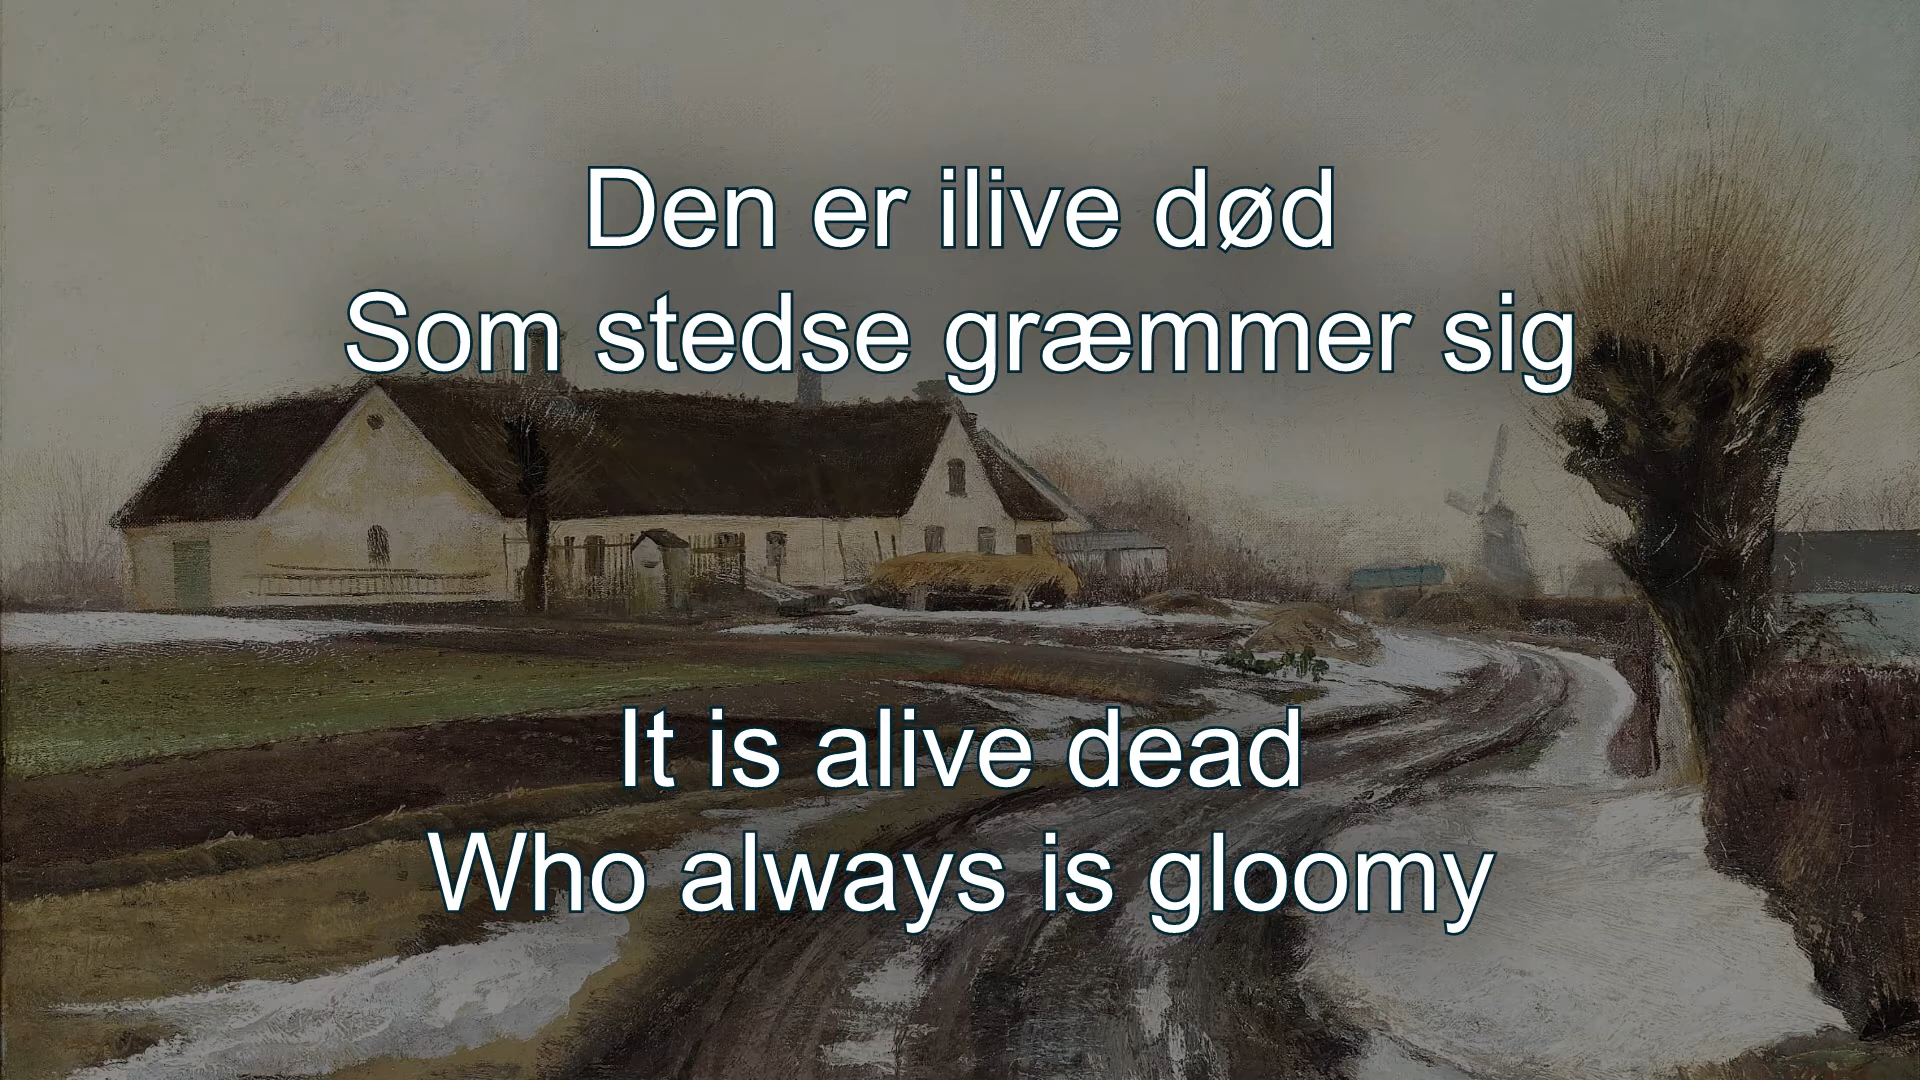 Den er ilive død
Som stedse græmmer sig
It is alive dead
Who always is gloomy